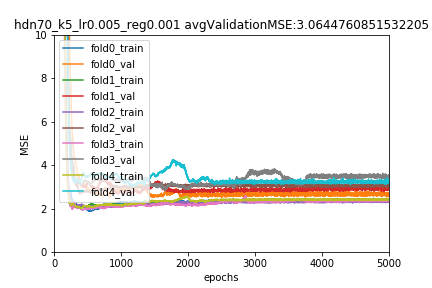 hdn70_k5_lr0.005_reg0.001 avgValidationMSE:3.0644760851532205
10
8
6
4
2
0
MSE
fold0_train
fold0_val
fold1_train
fold1_val
fold2_train
fold2_val
fold3_train
fold3_val
fold4_train
fold4_val
0 1000 2000 3000 4000 5000
epochs